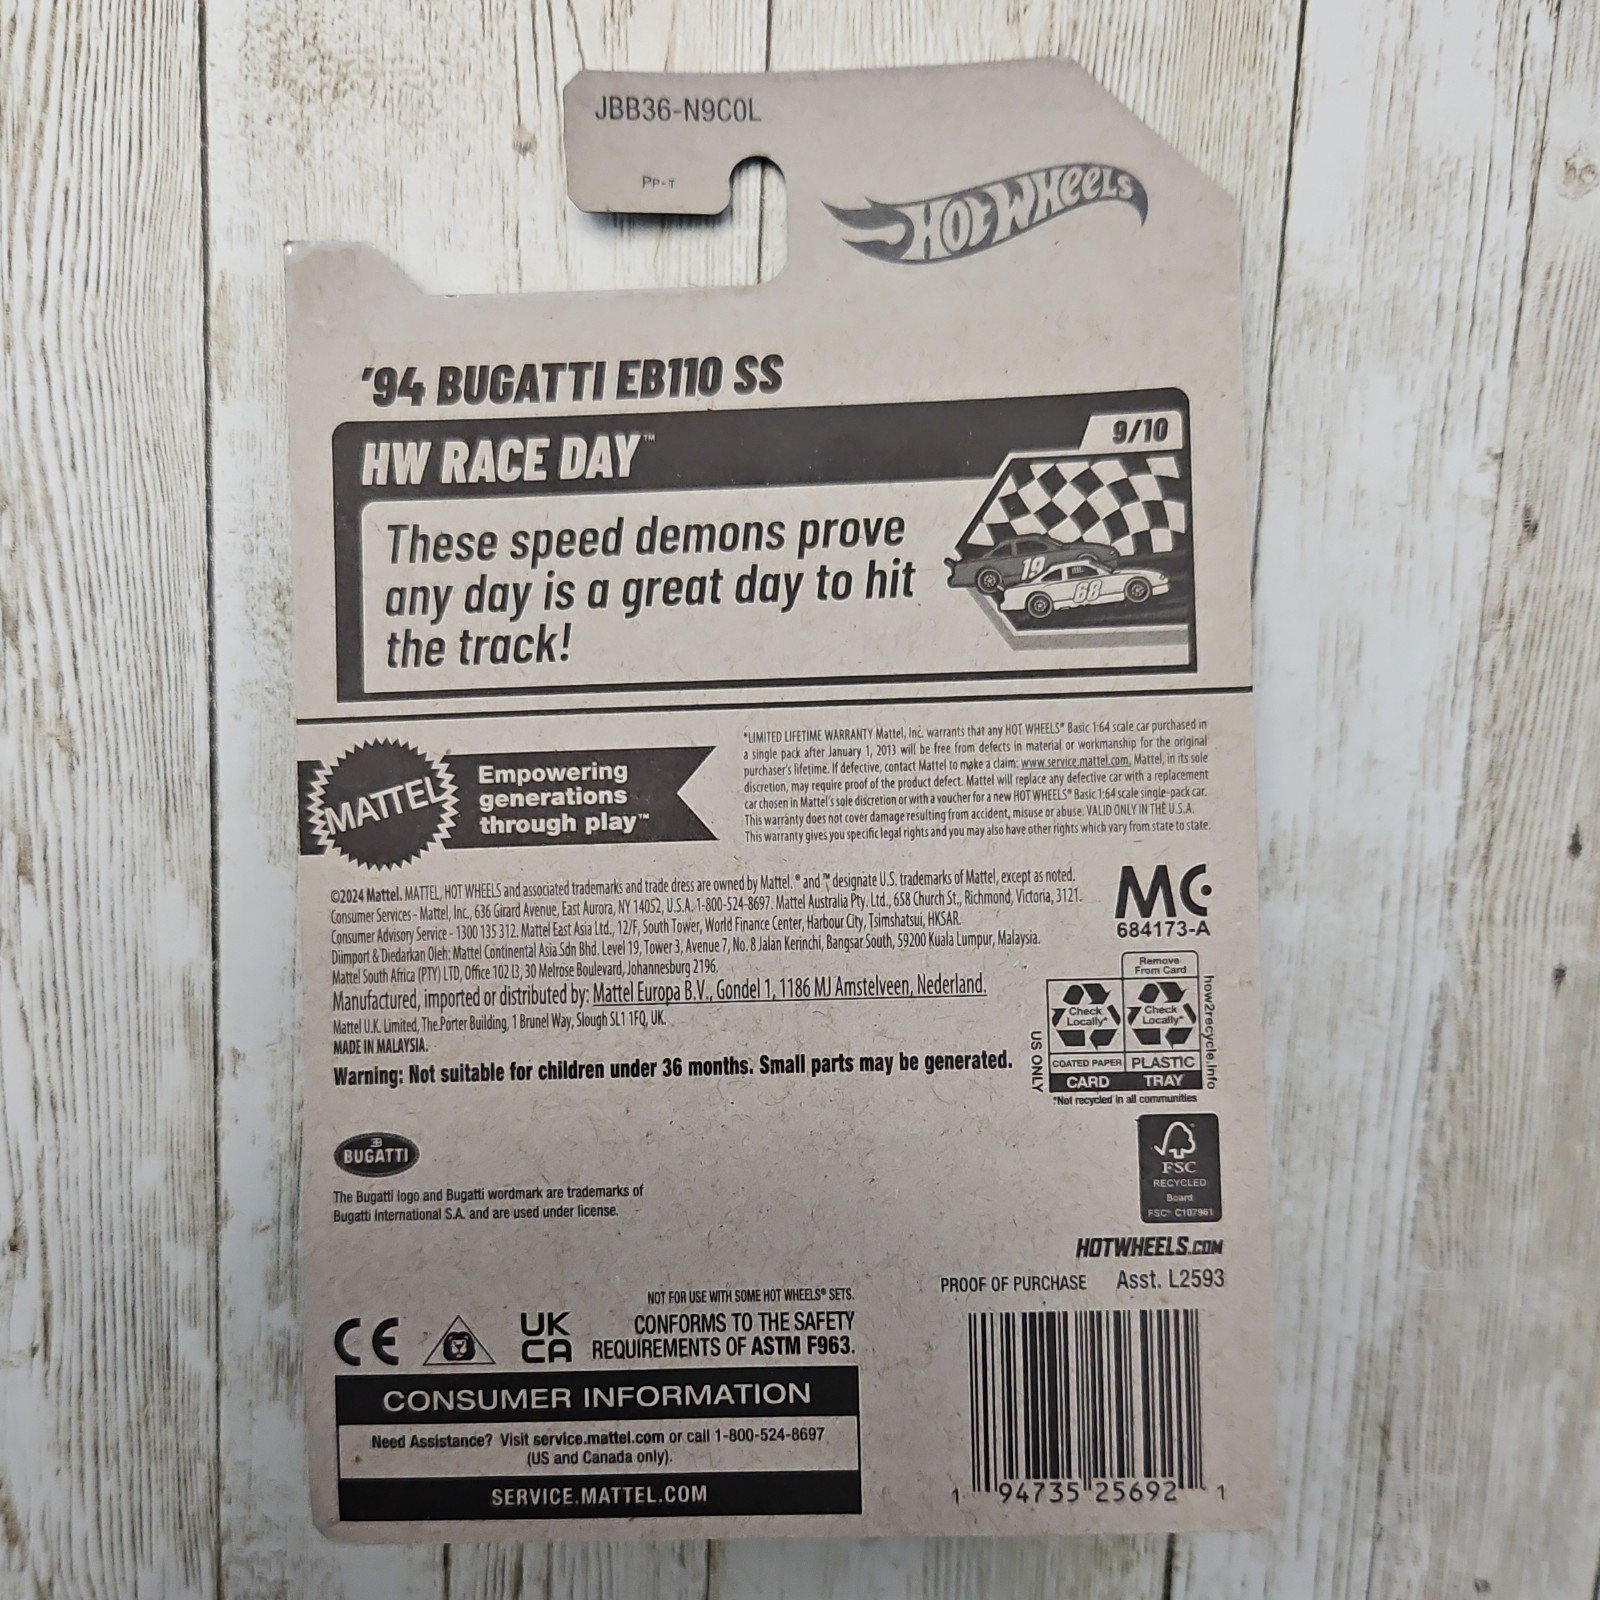 JBB36-N9C0L
PP-T
HOT WHEELS
'94 BUGATTI EB110 SS
HW RACE DAY™
9/10
These speed demons prove
any day is a great day to hit
the track!
19
68
MATTEL
Empowering
generations
through play™
*LIMITED LIFETIME WARRANTY Mattel, Inc. warrants that any HOT WHEELS® Basic 1:64 scale car purchased in
a single pack after January 1, 2013 will be free from defects in material or workmanship for the original
purchaser's lifetime. If defective, contact Mattel to make a claim: www.service.mattel.com. Mattel, in its sole
discretion, may require proof of the product defect. Mattel will replace any defective car with a replacement
car chosen in Mattel's sole discretion or with a voucher for a new HOT WHEELS® Basic 1:64 scale single-pack car.
This warranty does not cover damage resulting from accident, misuse or abuse. VALID ONLY IN THE U.S.A.
This warranty gives you specific legal rights and you may also have other rights which vary from state to state.
©2024 Mattel. MATTEL, HOT WHEELS and associated trademarks and trade dress are owned by Mattel. ® and ™ designate U.S. trademarks of Mattel, except as noted.
Consumer Services - Mattel, Inc., 636 Girard Avenue, East Aurora, NY 14052, U.S.A. 1-800-524-8697. Mattel Australia Pty. Ltd., 658 Church St., Richmond, Victoria, 3121.
Consumer Advisory Service - 1300 135 312. Mattel East Asia Ltd., 12/F, South Tower, World Finance Center, Harbour City, Tsimshatsui, HKSAR.
Diimport & Diedarkan Oleh: Mattel Continental Asia Sdn Bhd. Level 19, Tower 3, Avenue 7, No. 8 Jalan Kerinchi, Bangsar South, 59200 Kuala Lumpur, Malaysia.
Mattel South Africa (PTY) LTD, Office 102 I3, 30 Melrose Boulevard, Johannesburg 2196.
Manufactured, imported or distributed by: Mattel Europa B.V., Gondel 1, 1186 MJ Amstelveen, Nederland.
Mattel U.K. Limited, The Porter Building, 1 Brunel Way, Slough SL1 1FQ, UK.
MADE IN MALAYSIA.
Warning: Not suitable for children under 36 months. Small parts may be generated.
MC
684173-A
Remove
From Card
Check
Locally*
Check
Locally*
COATED PAPER
PLASTIC
CARD
TRAY
US ONLY
how2recycle.info
*Not recycled in all communities
EB
BUGATTI
The Bugatti logo and Bugatti wordmark are trademarks of
Bugatti International S.A. and are used under license.
FSC
RECYCLED
Board
FSC® C107961
HOTWHEELS.COM
PROOF OF PURCHASE Asst. L2593
NOT FOR USE WITH SOME HOT WHEELS® SETS.
CONFORMS TO THE SAFETY
REQUIREMENTS OF ASTM F963.
CE
UK
CA
CONSUMER INFORMATION
Need Assistance? Visit service.mattel.com or call 1-800-524-8697
(US and Canada only).
SERVICE.MATTEL.COM
1 94735 25692 1